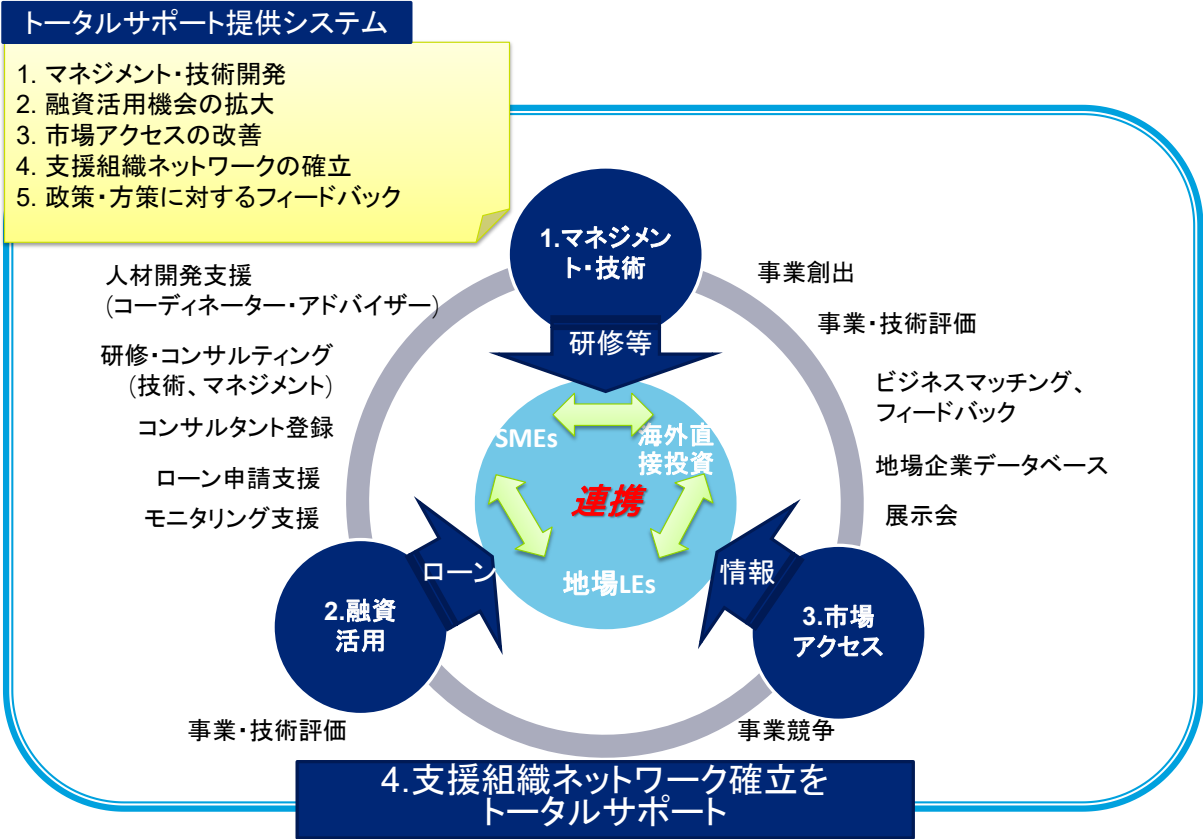 トータルサポート提供システム
1. マネジメント・技術開発
2. 融資活用機会の拡大
3. 市場アクセスの改善
4. 支援組織ネットワークの確立
5. 政策・方策に対するフィードバック
1.マネジメン
ト・技術
研修等
人材開発支援
(コーディネーター・アドバイザー)
研修・コンサルティング
(技術、マネジメント)
コンサルタント登録
ローン申請支援
モニタリング支援
事業創出
事業・技術評価
ビジネスマッチング、
フィードバック
地場企業データベース
展示会
SMEs
海外直
接投資
連携
地場LEs
ローン
情報
2.融資
活用
3.市場
アクセス
事業・技術評価
事業競争
4.支援組織ネットワーク確立を
トータルサポート